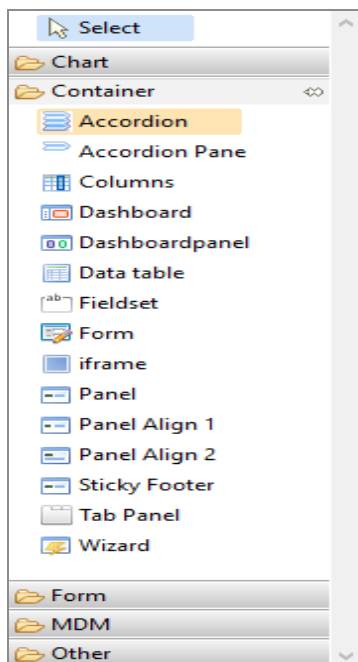 Select
Chart
Container
Accordion
Accordion Pane
Columns
Dashboard
Dashboardpanel
Data table
Fieldset
Form
iframe
Panel
Panel Align 1
Panel Align 2
Sticky Footer
Tab Panel
Wizard
Form
MDM
Other